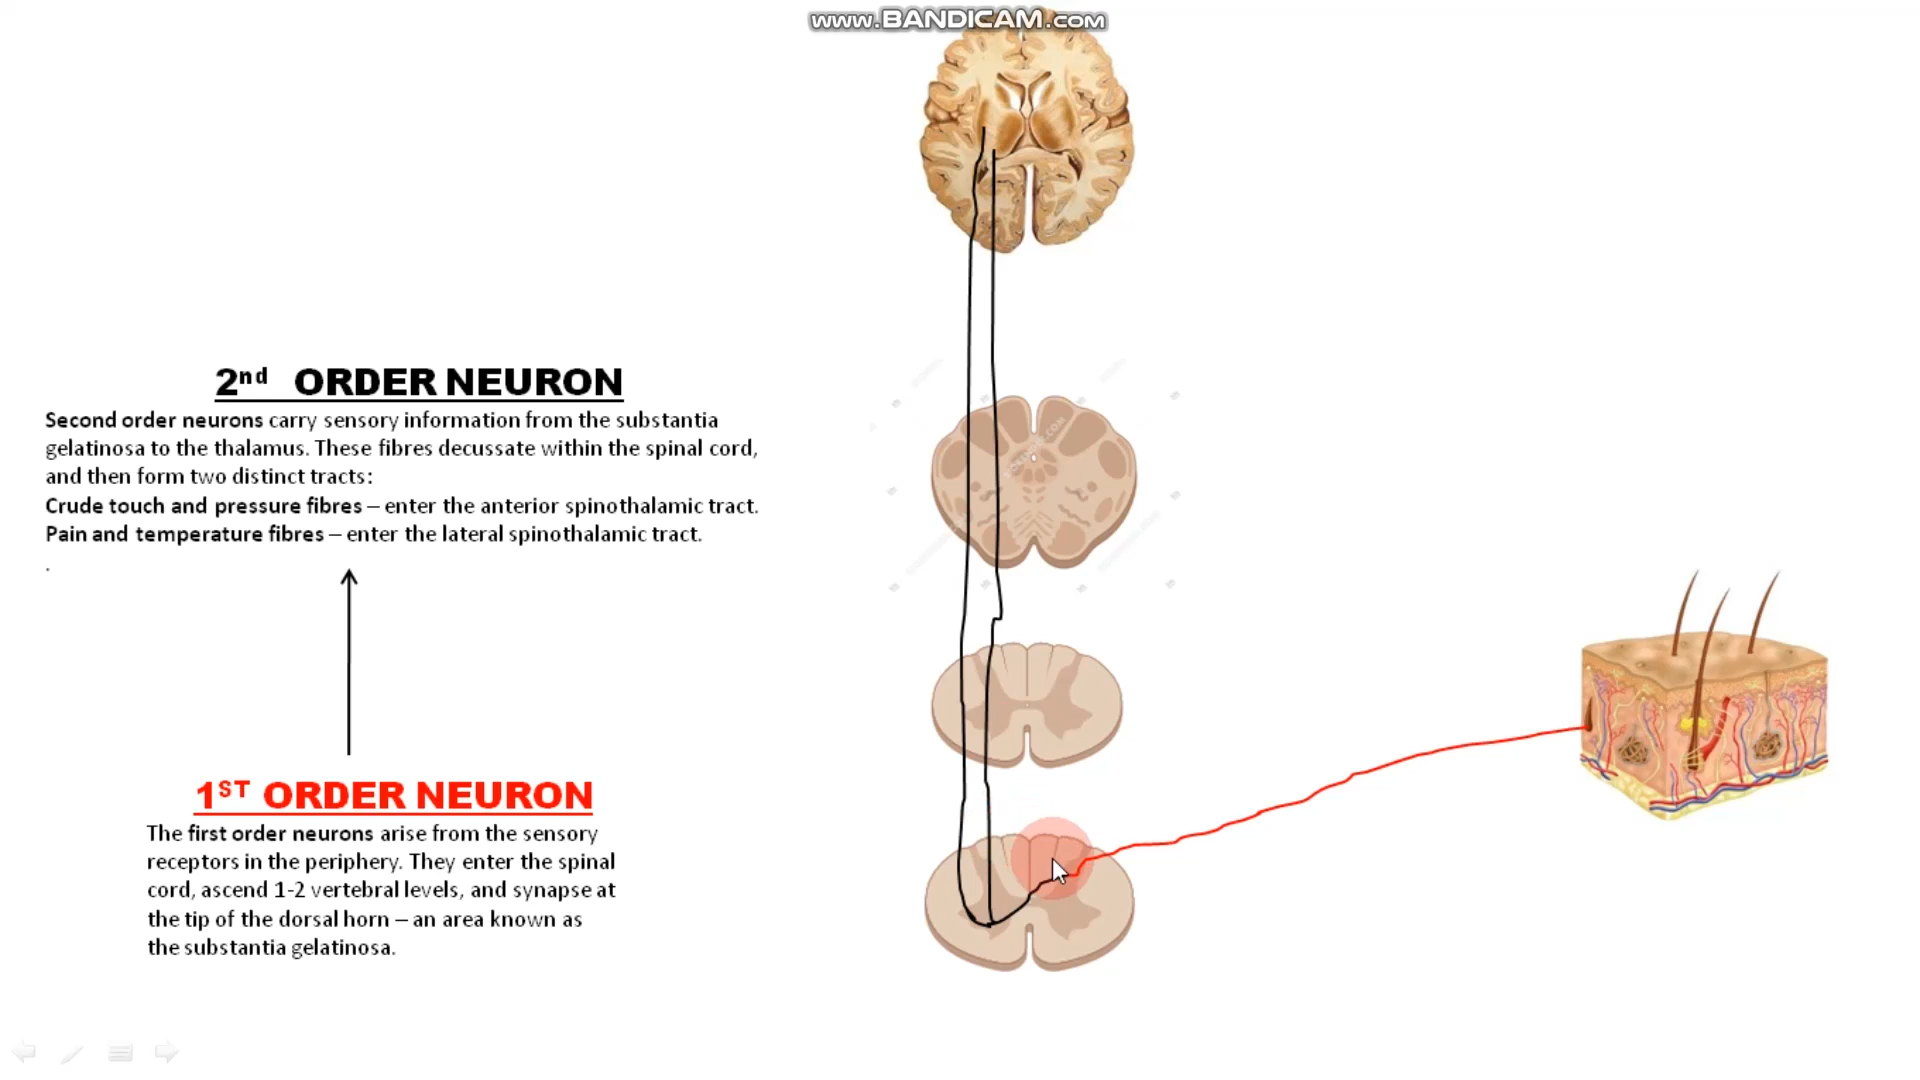 www.BANDICAM.com
2nd ORDER NEURON
Second order neurons carry sensory information from the substantia
gelatinosa to the thalamus. These fibres decussate within the spinal cord,
and then form two distinct tracts:
Crude touch and pressure fibres – enter the anterior spinothalamic tract.
Pain and temperature fibres – enter the lateral spinothalamic tract.
.
1ST ORDER NEURON
The first order neurons arise from the sensory
receptors in the periphery. They enter the spinal
cord, ascend 1-2 vertebral levels, and synapse at
the tip of the dorsal horn – an area known as
the substantia gelatinosa.